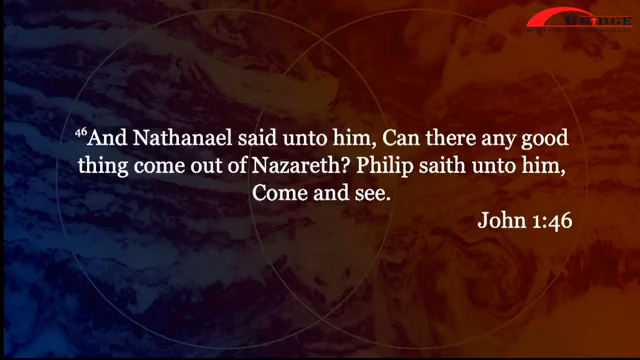 BRIDGE
46And Nathanael said unto him, Can there any good
thing come out of Nazareth? Philip saith unto him,
Come and see.
John 1:46